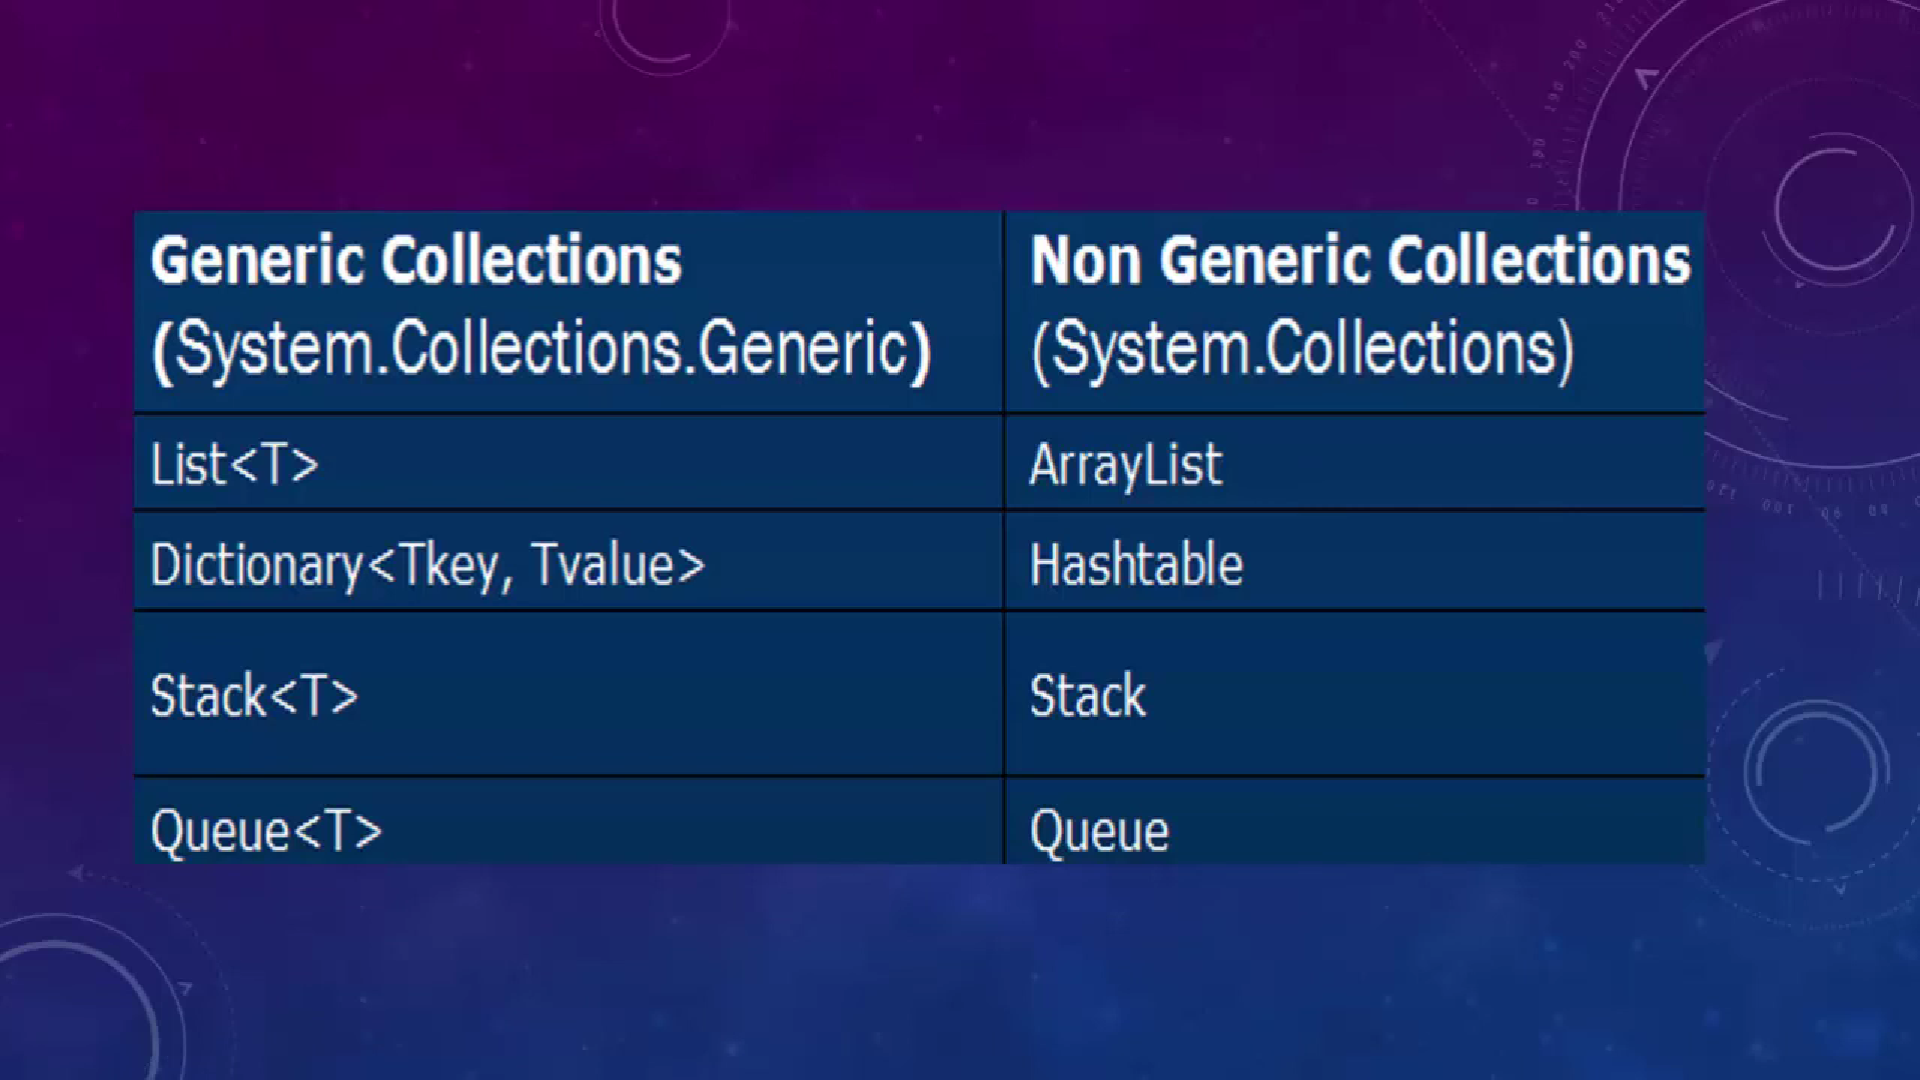 Generic Collections
(System.Collections.Generic)
Non Generic Collections
(System.Collections)
List<T>
ArrayList
Dictionary<Tkey, Tvalue>
Hashtable
Stack<T>
Stack
Queue<T>
Queue